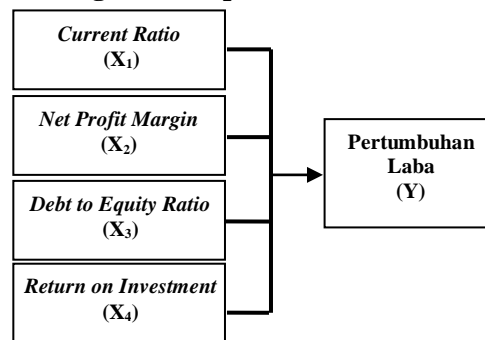 Current Ratio
(X₁)
Net Profit Margin
(X₂)
Debt to Equity Ratio
(X₃)
Return on Investment
(X₄)
Pertumbuhan
Laba
(Y)